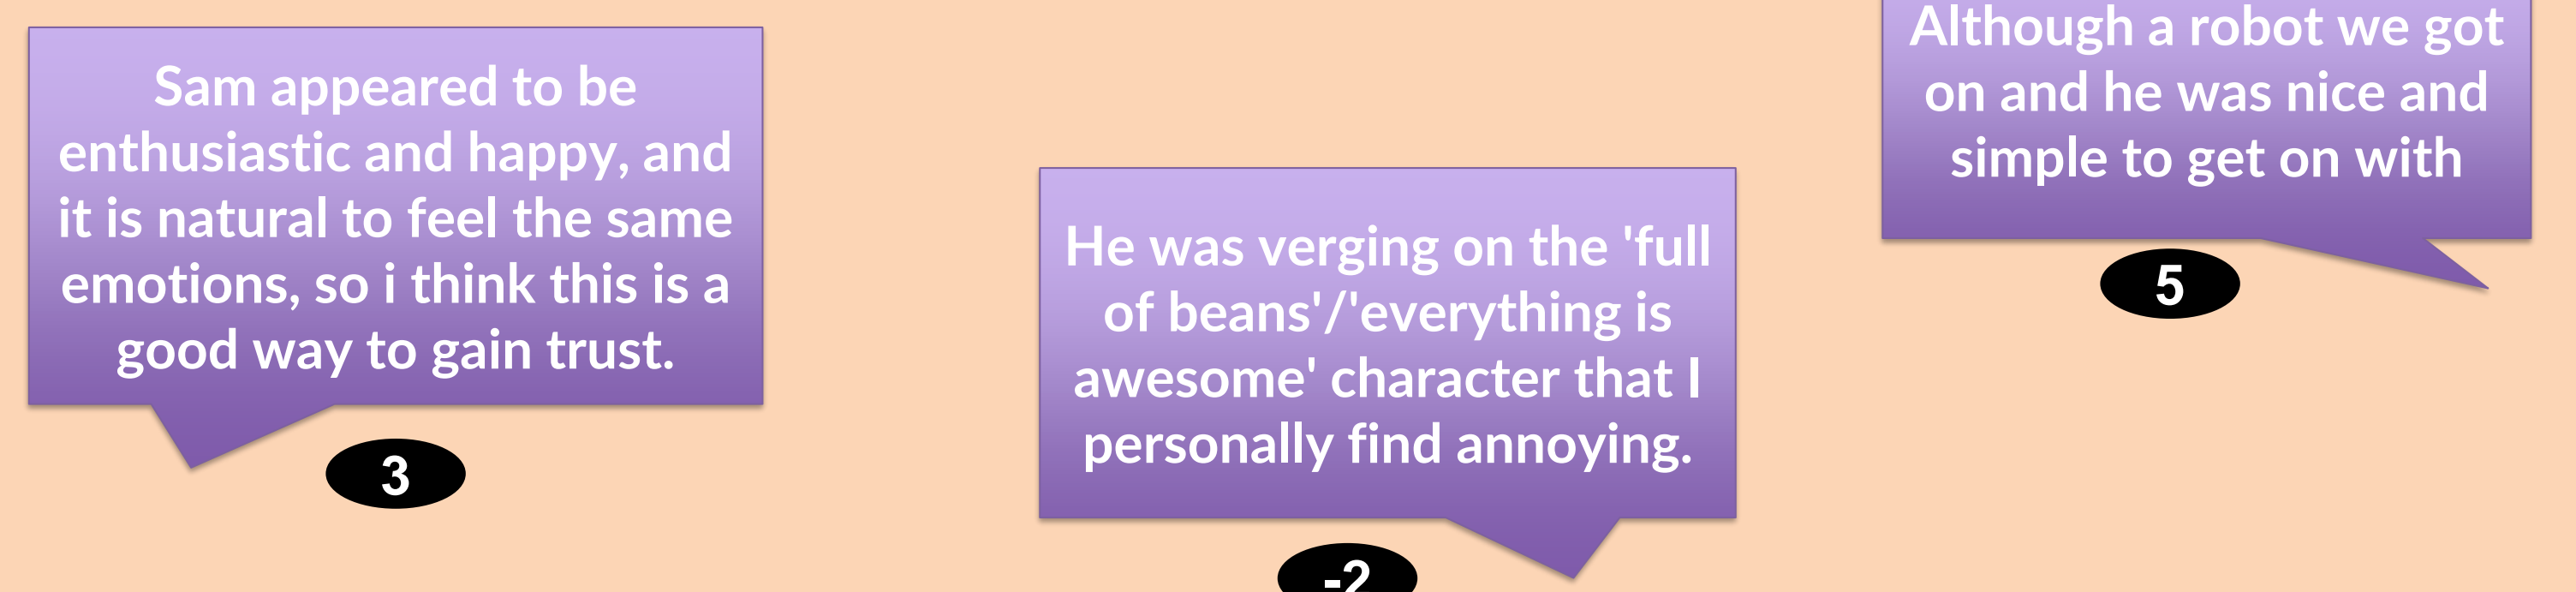 Sam appeared to be
enthusiastic and happy, and
it is natural to feel the same
emotions, so i think this is a
good way to gain trust.
3
He was verging on the 'full
of beans'/'everything is
awesome' character that I
personally find annoying.
-2
Although a robot we got
on and he was nice and
simple to get on with
5